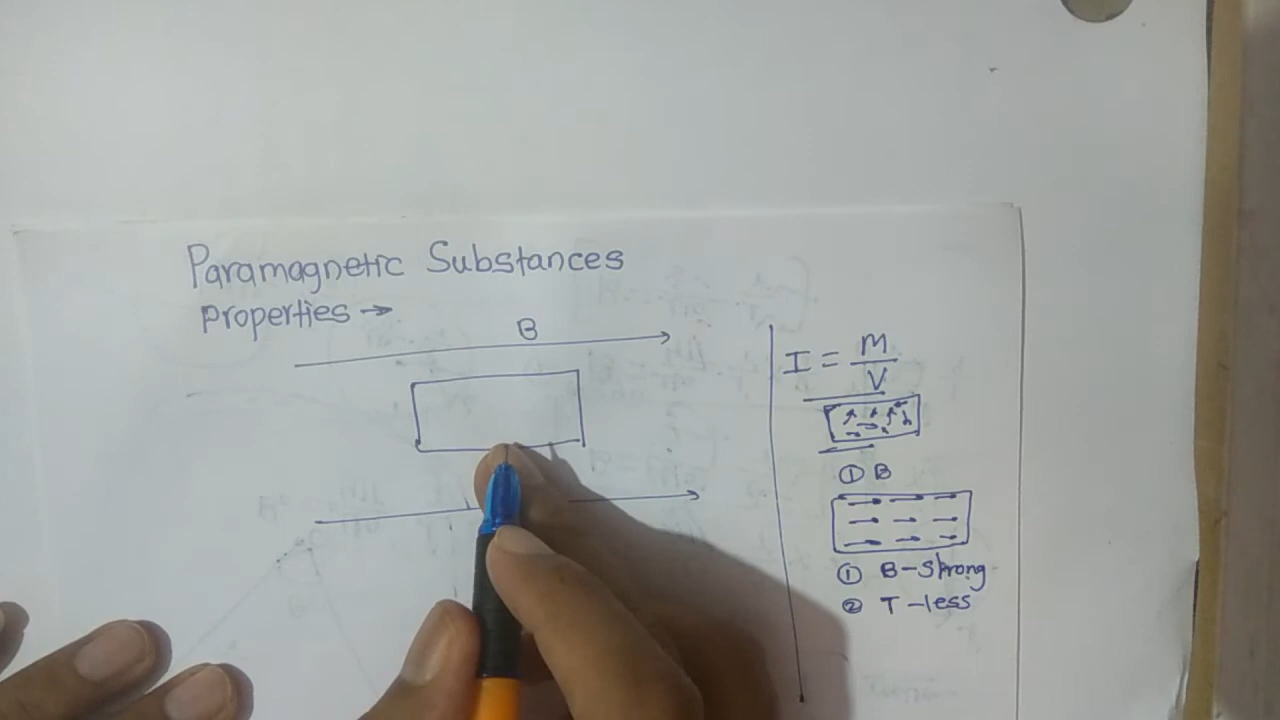 Paramagnetic Substances
Properties →
B
I = M/V
① B
① B-Strong
② T-less